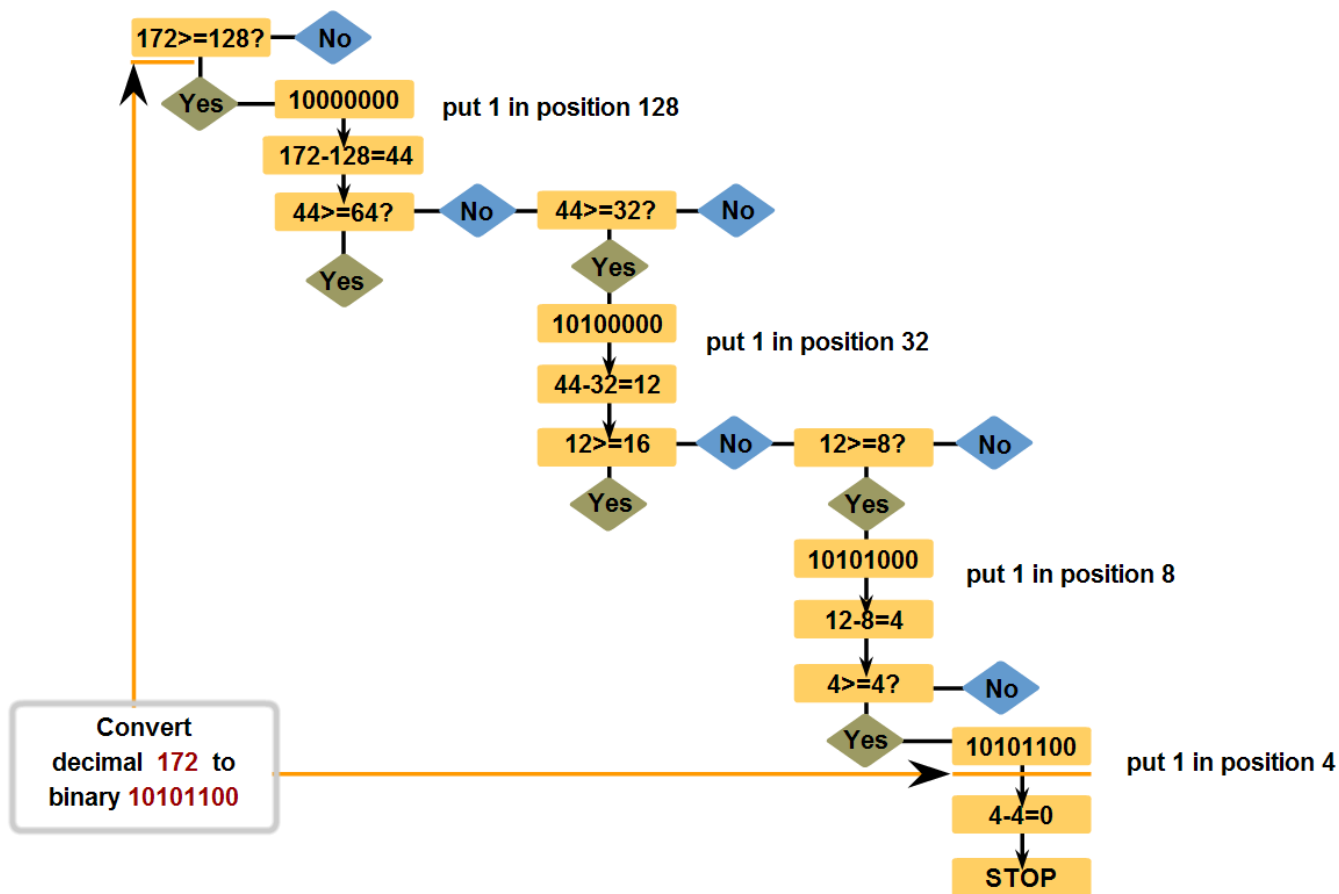 172>=128?
No
Yes
10000000
put 1 in position 128
172-128=44
44>=64?
No
44>=32?
No
Yes
Yes
10100000
put 1 in position 32
44-32=12
12>=16
No
12>=8?
No
Yes
Yes
10101000
put 1 in position 8
12-8=4
4>=4?
No
Yes
10101100
put 1 in position 4
4-4=0
STOP
Convert
decimal 172 to
binary 10101100